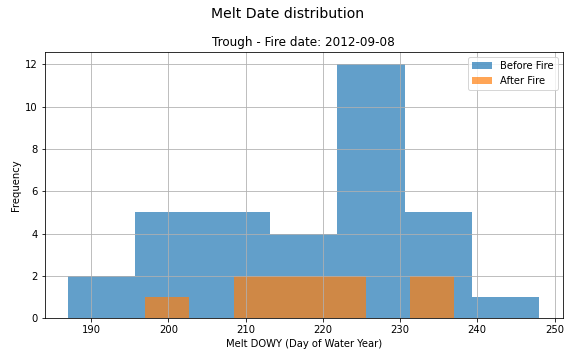 Melt Date distribution
Trough - Fire date: 2012-09-08
Before Fire
After Fire
Frequency
12
10
8
6
4
2
0
190 200 210 220 230 240 250
Melt DOWY (Day of Water Year)